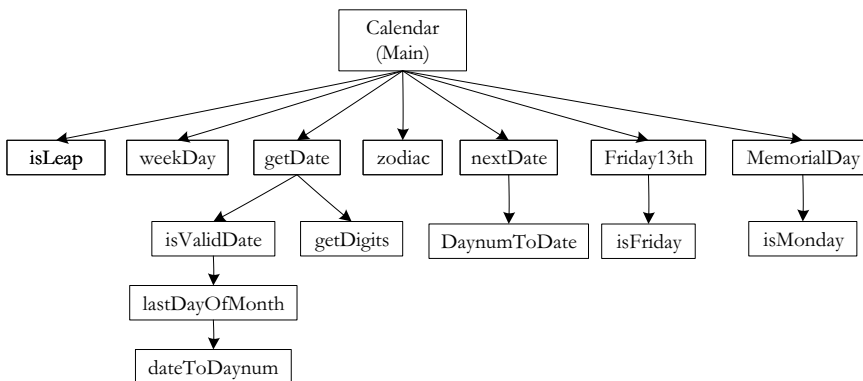 Calendar
(Main)
isLeap
weekDay
getDate
zodiac
nextDate
Friday13th
MemorialDay
isValidDate
getDigits
DaynumToDate
isFriday
isMonday
lastDayOfMonth
dateToDaynum